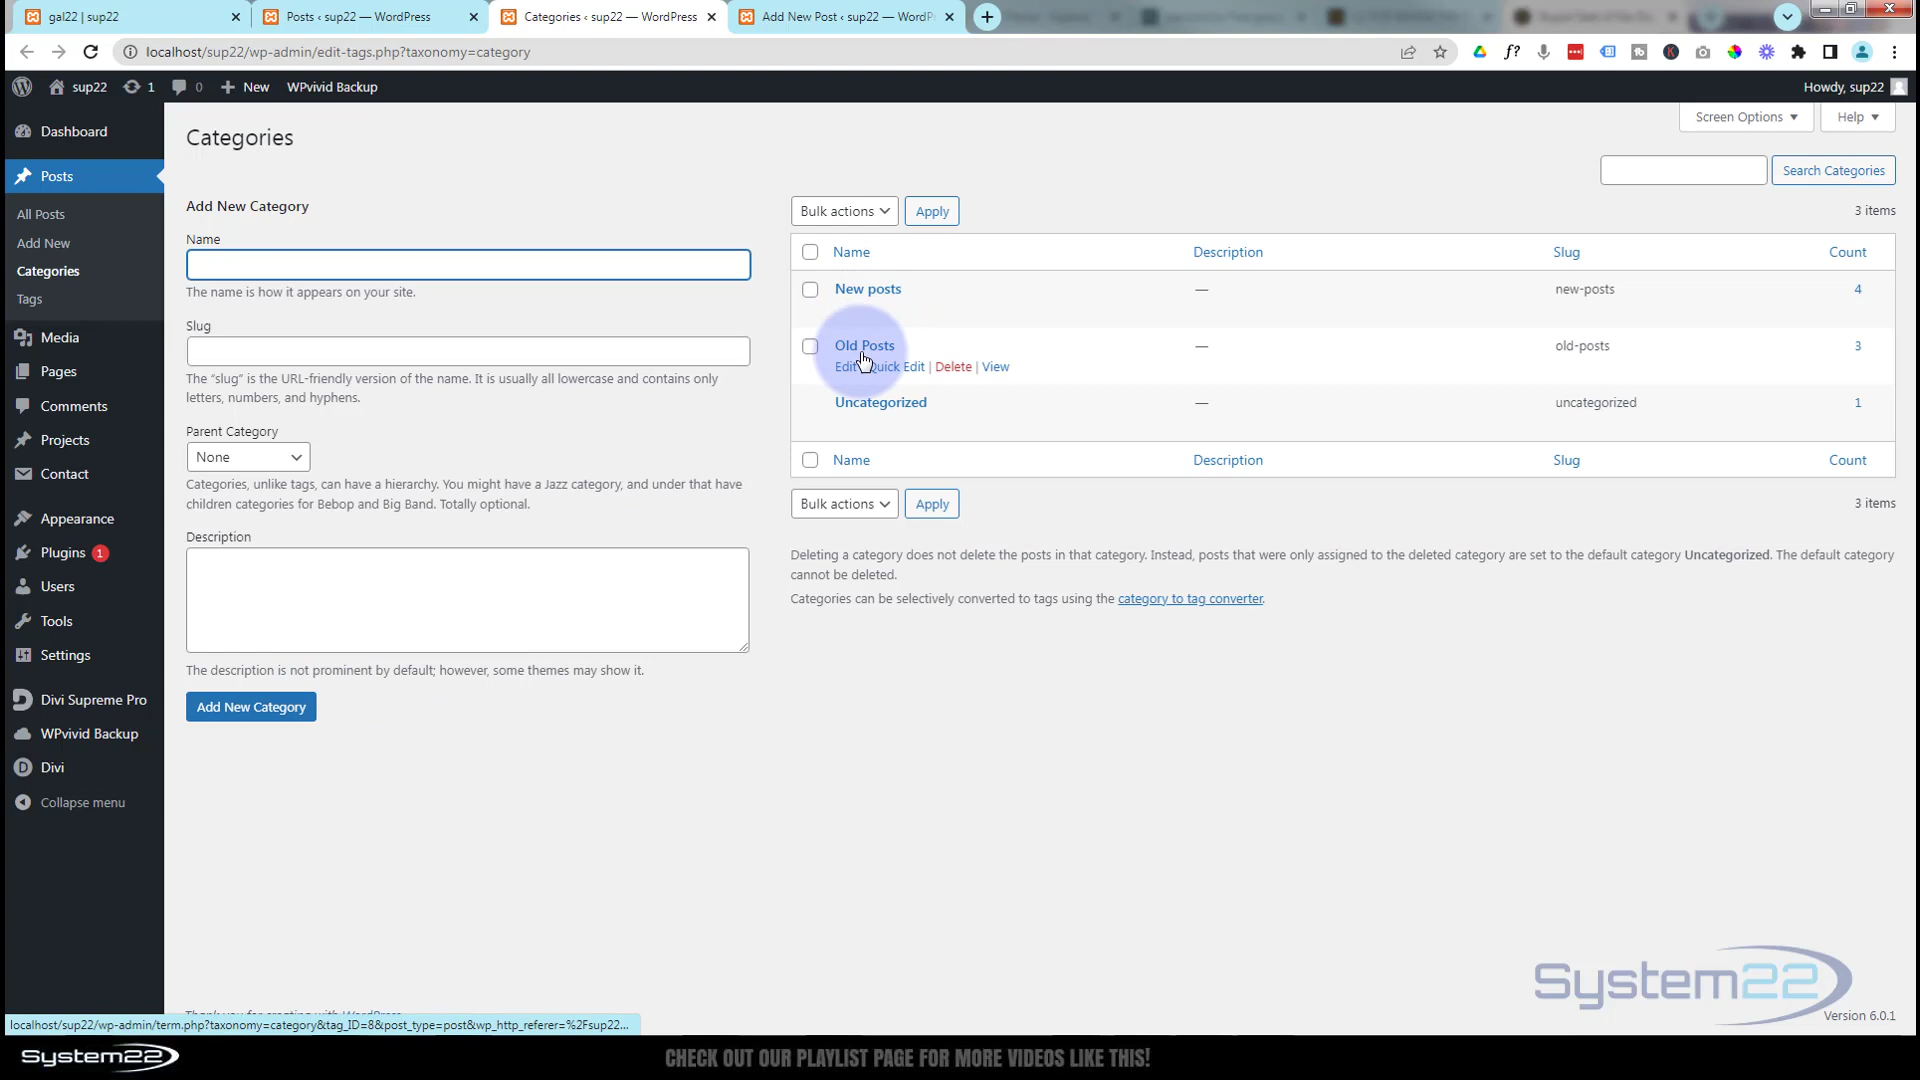 gal22 | sup22
Posts ‹ sup22 — WordPress
Categories ‹ sup22 — WordPress
Add New Post ‹ sup22 — WordP
localhost/sup22/wp-admin/edit-tags.php?taxonomy=category
sup22
1
0
New
WPvivid Backup
Howdy, sup22
Dashboard
Posts
All Posts
Add New
Categories
Tags
Media
Pages
Comments
Projects
Contact
Appearance
Plugins 1
Users
Tools
Settings
Divi Supreme Pro
WPvivid Backup
Divi
Collapse menu
Screen Options
Help
Categories
Search Categories
Add New Category
Name
The name is how it appears on your site.
Slug
The “slug” is the URL-friendly version of the name. It is usually all lowercase and contains only
letters, numbers, and hyphens.
Parent Category
None
Categories, unlike tags, can have a hierarchy. You might have a Jazz category, and under that have
children categories for Bebop and Big Band. Totally optional.
Description
The description is not prominent by default; however, some themes may show it.
Add New Category
Bulk actions
Apply
3 items
Name Description Slug Count
New posts — new-posts 4
Old Posts — old-posts 3
Edit Quick Edit | Delete | View
Uncategorized — uncategorized 1
Name Description Slug Count
Bulk actions
Apply
3 items
Deleting a category does not delete the posts in that category. Instead, posts that were only assigned to the deleted category are set to the default category Uncategorized. The default category
cannot be deleted.
Categories can be selectively converted to tags using the category to tag converter.
System22
Version 6.0.1
localhost/sup22/wp-admin/term.php?taxonomy=category&tag_ID=8&post_type=post&wp_http_referer=%2Fsup22...
System22
CHECK OUT OUR PLAYLIST PAGE FOR MORE VIDEOS LIKE THIS!